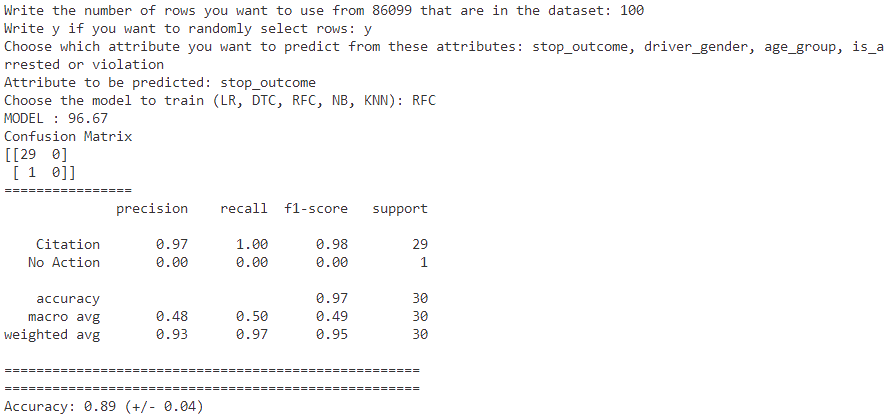 Write the number of rows you want to use from 86099 that are in the dataset: 100
Write y if you want to randomly select rows: y
Choose which attribute you want to predict from these attributes: stop_outcome, driver_gender, age_group, is_a
rrested or violation
Attribute to be predicted: stop_outcome
Choose the model to train (LR, DTC, RFC, NB, KNN): RFC
MODEL : 96.67
Confusion Matrix
[[29  0]
 [ 1  0]]
================
              precision    recall  f1-score   support

    Citation       0.97      1.00      0.98        29
   No Action       0.00      0.00      0.00         1

    accuracy                           0.97        30
   macro avg       0.48      0.50      0.49        30
weighted avg       0.93      0.97      0.95        30

====================================================
====================================================
Accuracy: 0.89 (+/- 0.04)